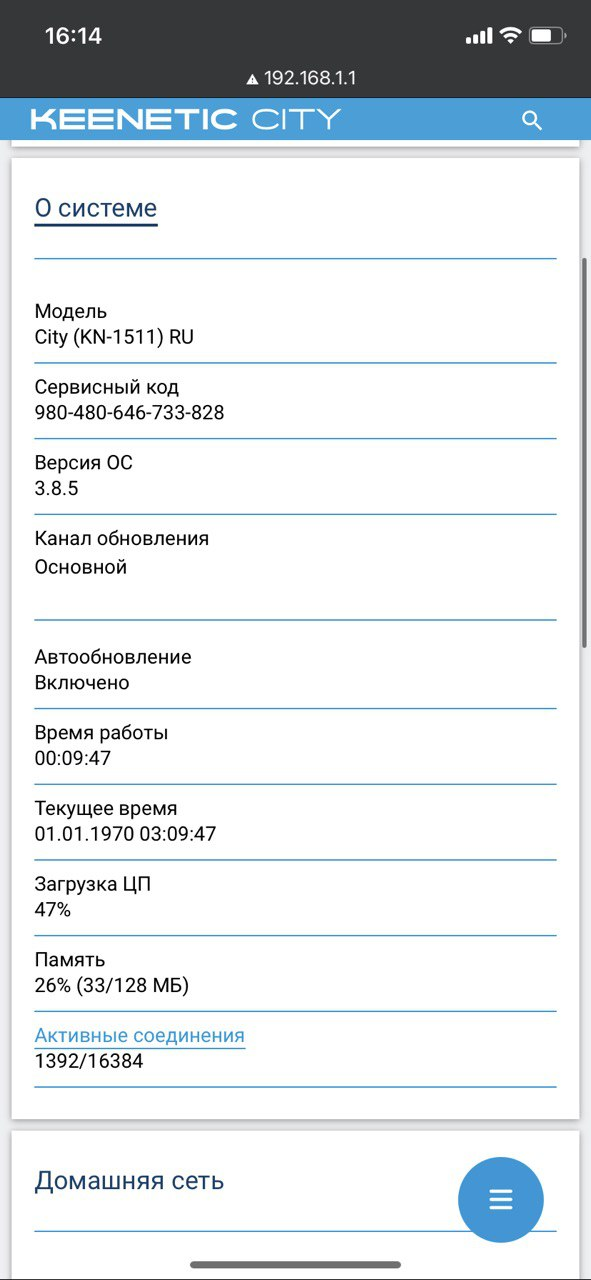 16:14
192.168.1.1
KEENETIC CITY
О системе
Модель
City (KN-1511) RU
Сервисный код
980-480-646-733-828
Версия ОС
3.8.5
Канал обновления
Основной
Автообновление
Включено
Время работы
00:09:47
Текущее время
01.01.1970 03:09:47
Загрузка ЦП
47%
Память
26% (33/128 МБ)
Активные соединения
1392/16384
Домашняя сеть